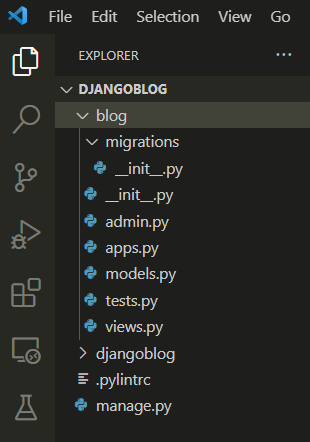 File Edit Selection View Go
EXPLORER
DJANGOBLOG
blog
migrations
__init__.py
__init__.py
admin.py
apps.py
models.py
tests.py
views.py
djangoblog
.pylintrc
manage.py